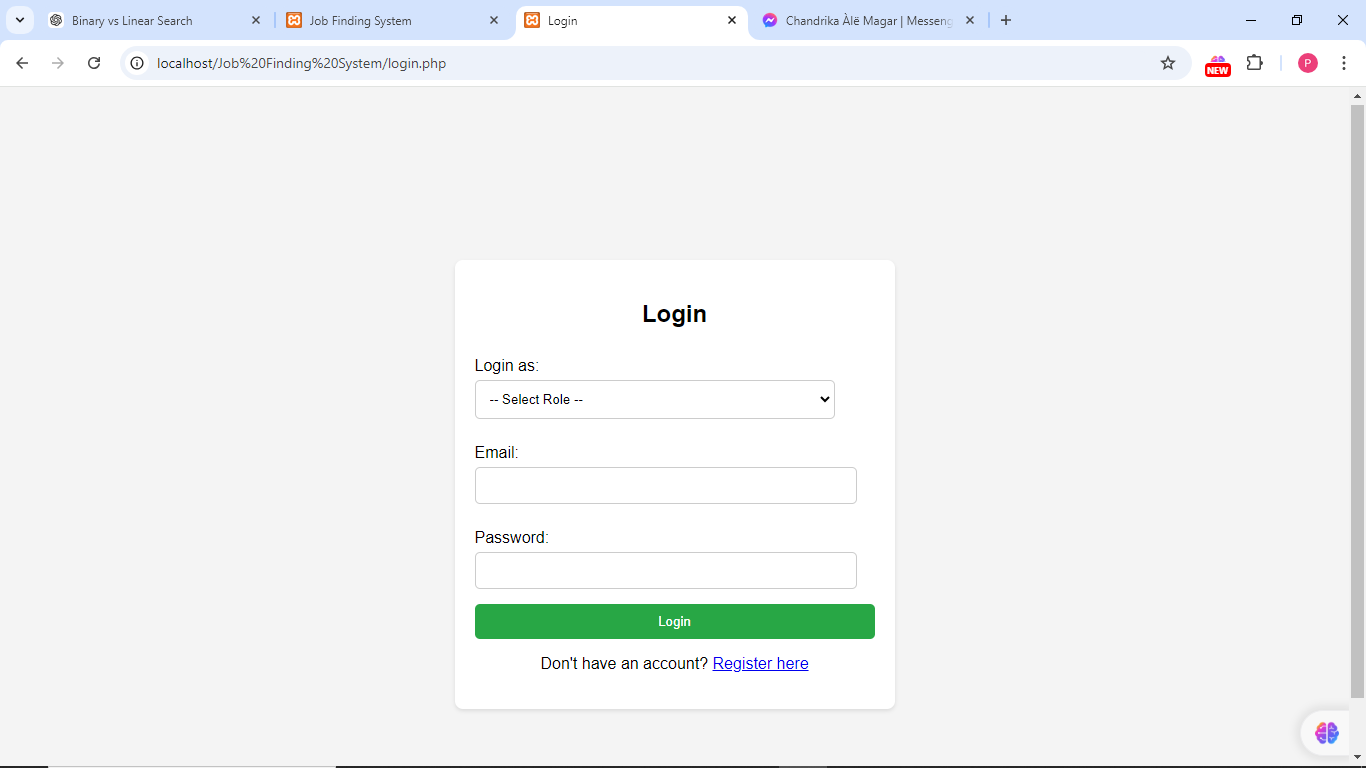 Binary vs Linear Search
Job Finding System
Login
Chandrika Àlë Magar | Messeng
localhost/Job%20Finding%20System/login.php
NEW
P
Login
Login as:
-- Select Role --
Email:
Password:
Login
Don't have an account? Register here